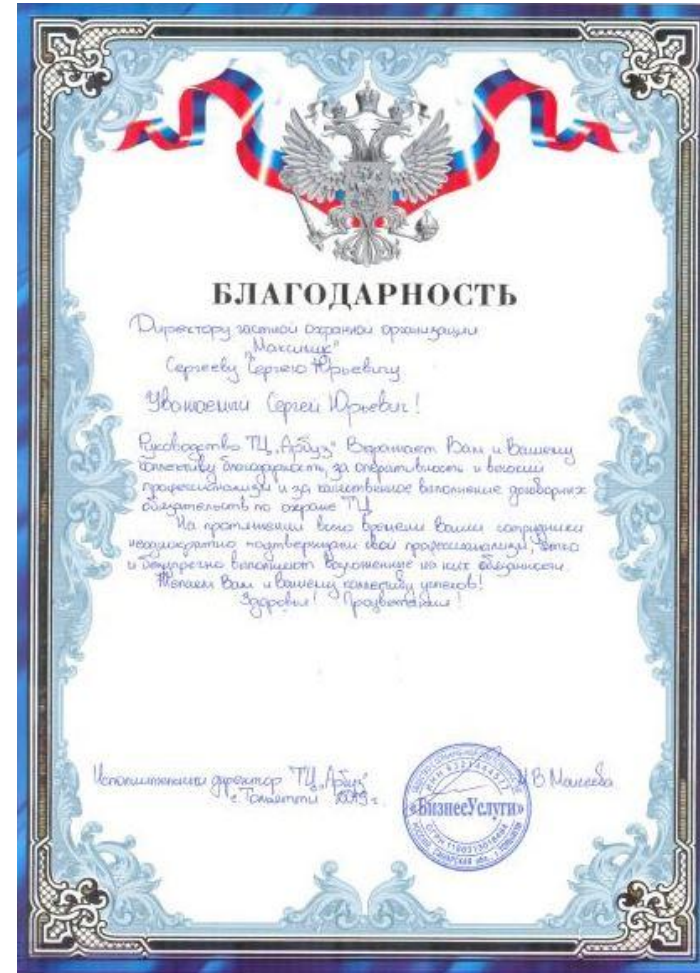 БЛАГОДАРНОСТЬ
Директору частной охранной организации
"Максимус"
Сергееву Сергею Юрьевичу
Уважаемый Сергей Юрьевич!
Руководство ТЦ "Арбуз" Выражает Вам и Вашему
коллективу благодарность, за оперативность и высокий
профессионализм и за качественное выполнение договорных
обязательств по охране ТЦ.
На протяжении всего времени Ваши сотрудники
неоднократно подтверждали свой профессионализм, четко
и безупречно выполняют возложенные на них обязанности.
Желаем Вам и вашему коллективу успехов!
Здоровья! Процветания!
Исполнительный директор ТЦ "Арбуз"
И.В. Моисеева
г. Тольятти
«БизнесУслуги»